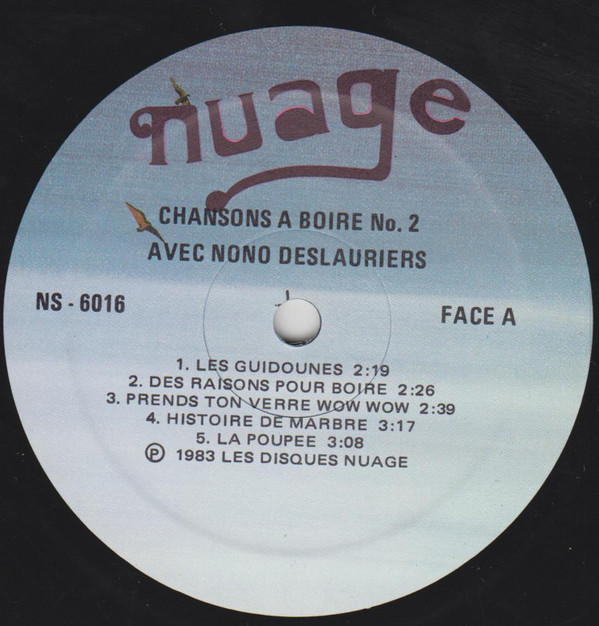 nuage
CHANSONS A BOIRE No. 2
AVEC NONO DESLAURIERS
NS - 6016
FACE A
1. LES GUIDOUNES 2:19
2. DES RAISONS POUR BOIRE 2:26
3. PRENDS TON VERRE WOW WOW 2:39
4. HISTOIRE DE MARBRE 3:17
5. LA POUPEE 3:08
Ⓟ 1983 LES DISQUES NUAGE